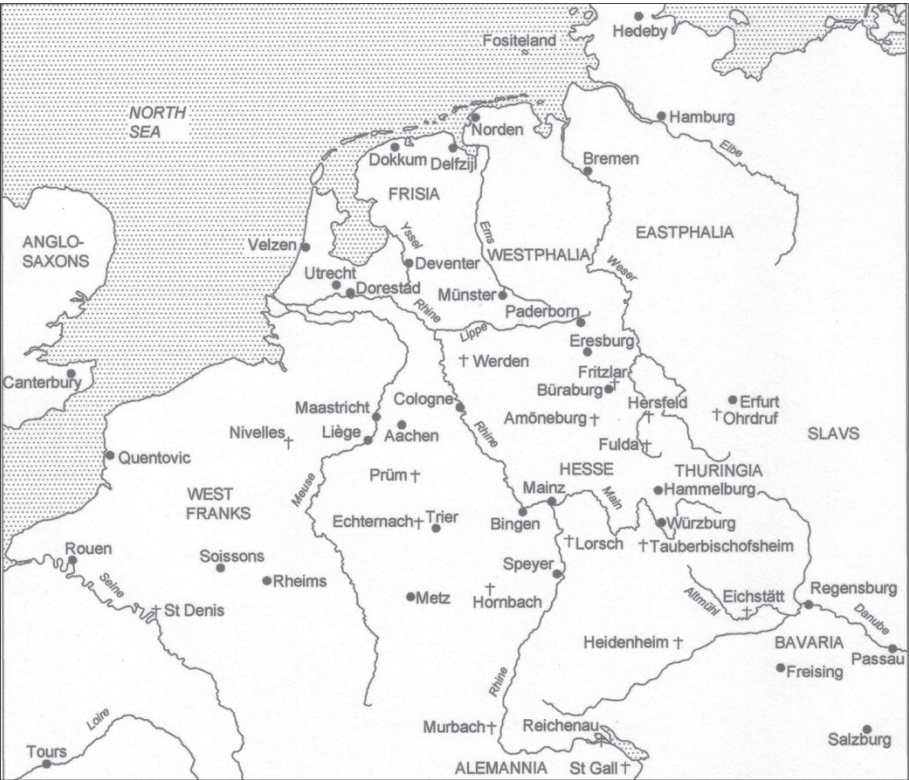 Hedeby
Fositeland
NORTH
SEA
Norden
Hamburg
Elbe
Dokkum
Delfzijl
Bremen
FRISIA
ANGLO-
SAXONS
Velzen
Yssel
Ems
EASTPHALIA
WESTPHALIA
Deventer
Weser
Utrecht
Dorestad
Münster
Rhine
Paderborn
Lippe
Eresburg
Werden
Canterbury
Fritzlar
Büraburg
Cologne
Hersfeld
Erfurt
Ohrdruf
Maastricht
Amöneburg
Nivelles
Liège
Aachen
Rhine
Fulda
SLAVS
Quentovic
HESSE
THURINGIA
Prüm
Meuse
Mainz
Main
Hammelburg
WEST
FRANKS
Echternach
Trier
Bingen
Würzburg
Rouen
Soissons
Lorsch
Tauberbischofsheim
Speyer
Rheims
Seine
Metz
Hornbach
Altmühl
Eichstätt
Regensburg
St Denis
Danube
Heidenheim
BAVARIA
Passau
Freising
Rhine
Loire
Murbach
Reichenau
Salzburg
Tours
ALEMANNIA
St Gall